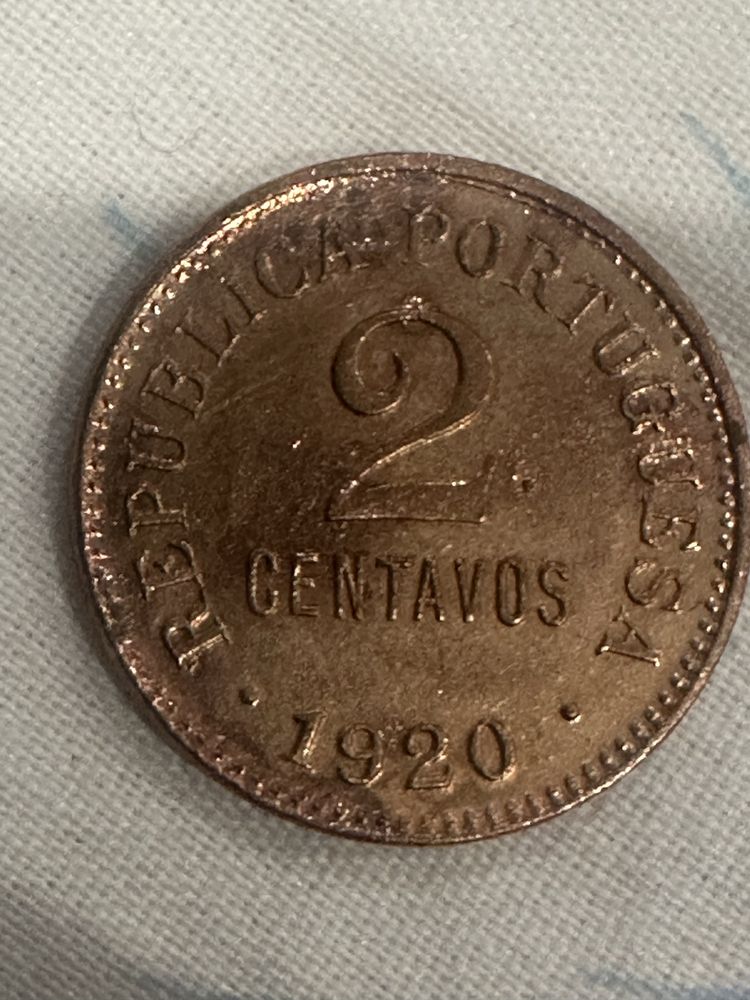 REPUBLICA PORTUGUESA
2
CENTAVOS
· 1920 ·